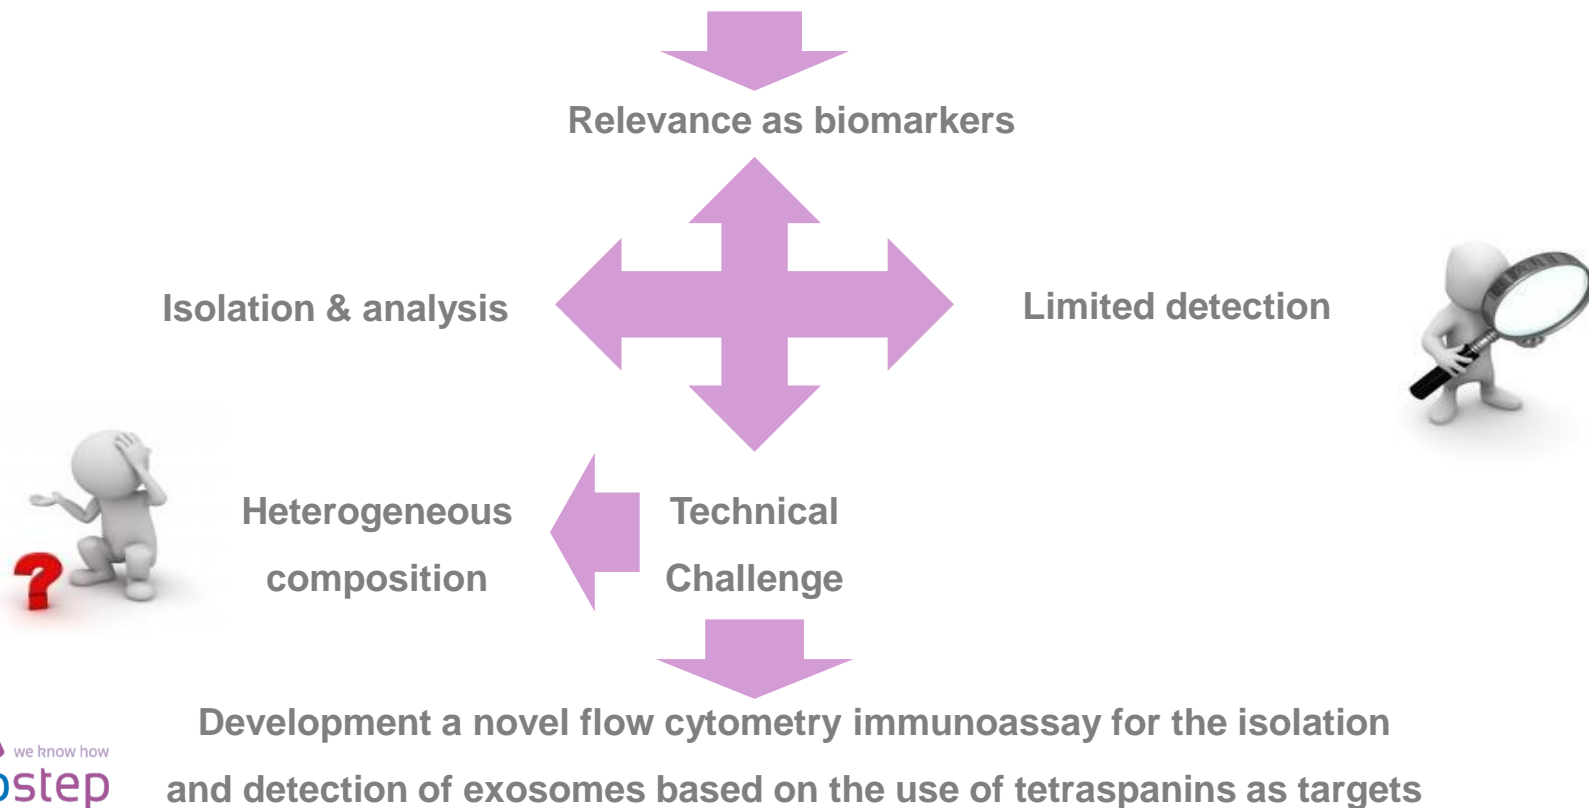 Relevance as biomarkers
Isolation & analysis
Limited detection
Heterogeneous
composition
Technical
Challenge
?
Development a novel flow cytometry immunoassay for the isolation
and detection of exosomes based on the use of tetraspanins as targets
we know how